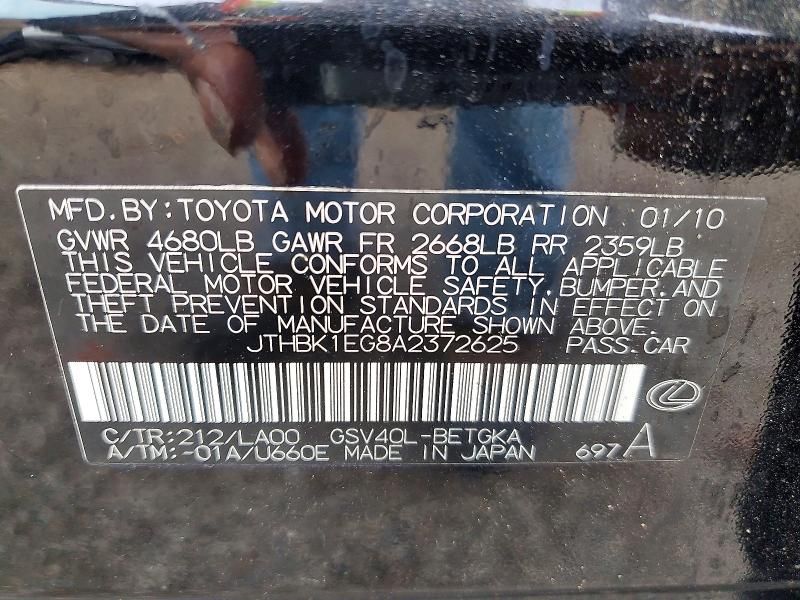 MFD.BY:TOYOTA MOTOR CORPORATION 01/10
GVWR 4680LB GAWR FR 2668LB RR 2359LB
THIS VEHICLE CONFORMS TO ALL APPLICABLE
FEDERAL MOTOR VEHICLE SAFETY,BUMPER,AND
THEFT PREVENTION STANDARDS IN EFFECT ON
THE DATE OF MANUFACTURE SHOWN ABOVE.
JTHBK1EG8A2372625 PASS.CAR
C/TR:212/LA00 GSV40L-BETGKA
A/TM:-01A/U660E MADE IN JAPAN 697A